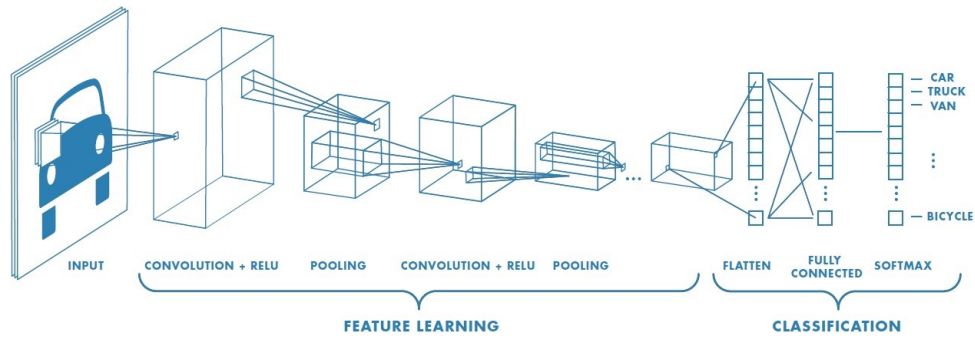 CAR
TRUCK
VAN
BICYCLE
INPUT
CONVOLUTION + RELU
POOLING
CONVOLUTION + RELU
POOLING
FLATTEN
FULLY
CONNECTED
SOFTMAX
FEATURE LEARNING
CLASSIFICATION